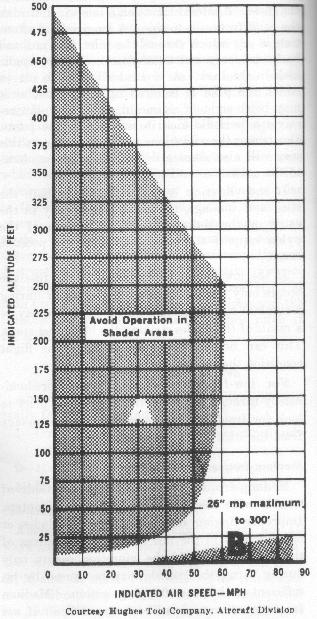 500
475
450
425
400
375
350
325
300
275
250
225
200
175
150
125
100
75
50
25
INDICATED ALTITUDE FEET
Avoid Operation in
Shaded Areas
A
26" mp maximum
to 300'
B
0 10 20 30 40 50 60 70 80 90
INDICATED AIR SPEED—MPH
Courtesy Hughes Tool Company, Aircraft Division